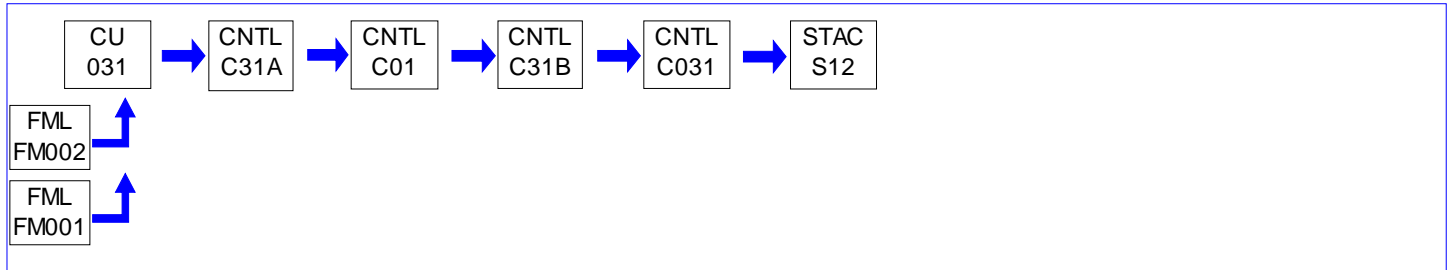 CU
031
CNTL
C31A
CNTL
C01
CNTL
C31B
CNTL
C031
STAC
S12
FML
FM002
FML
FM001